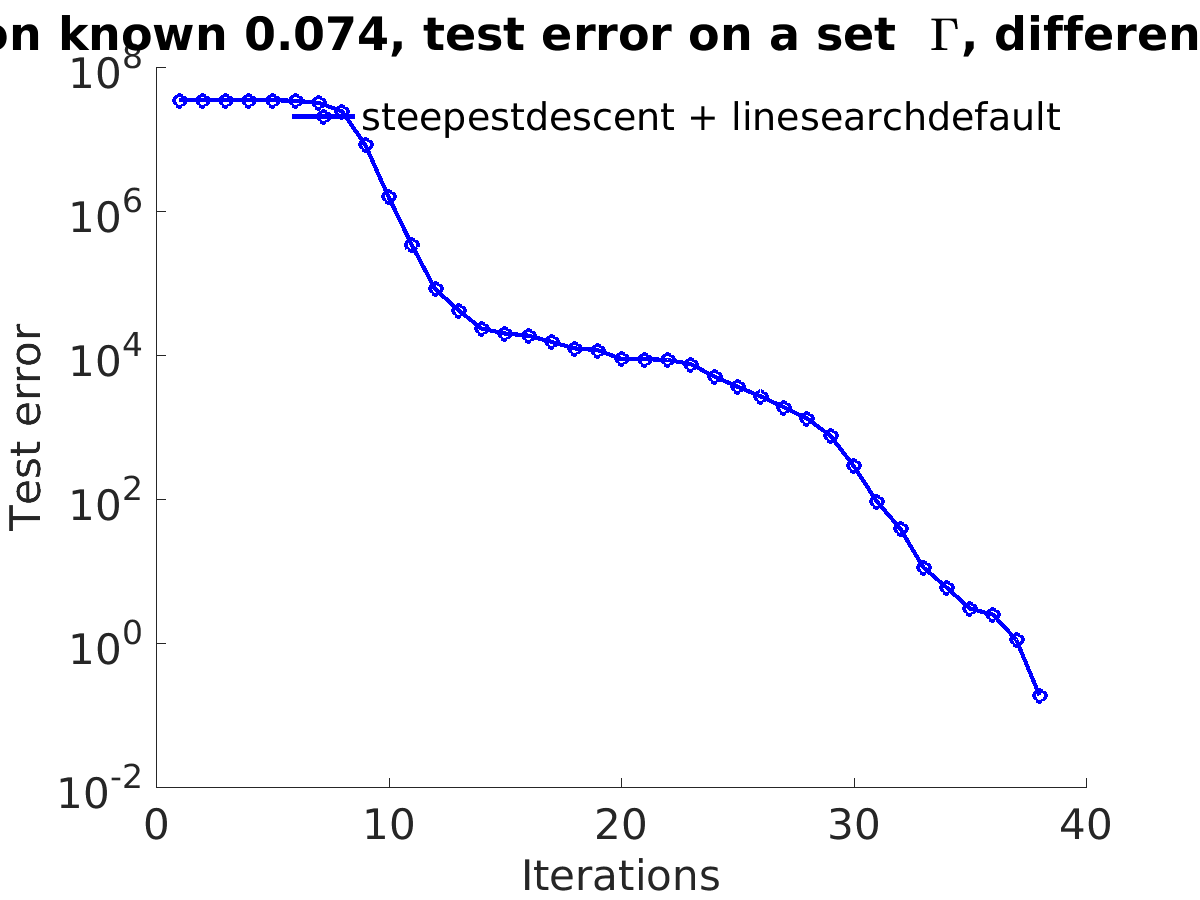 on known 0.074, test error on a set Γ, differen
10^8
steepestdescent + linesearchdefault
10^6
10^4
10^2
10^0
10^-2
Test error
0 10 20 30 40
Iterations